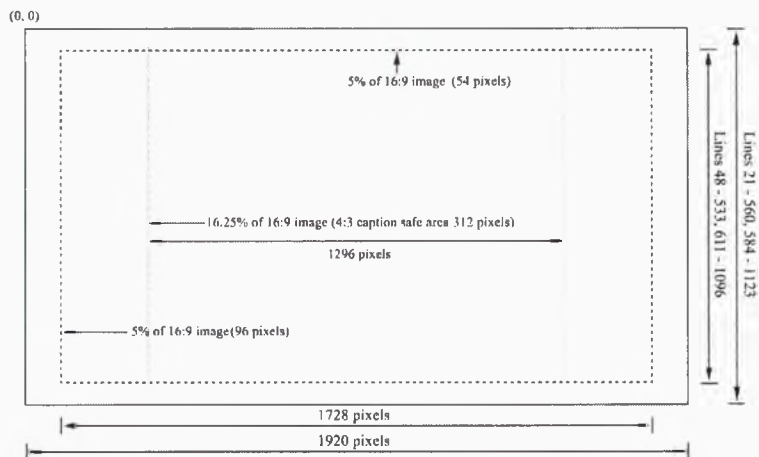 (0, 0)
5% of 16:9 image (54 pixels)
16.25% of 16:9 image (4:3 caption safe area 312 pixels)
1296 pixels
5% of 16:9 image (96 pixels)
Lines 48 - 533, 611 - 1096
Lines 21 - 560, 584 - 1123
1728 pixels
1920 pixels